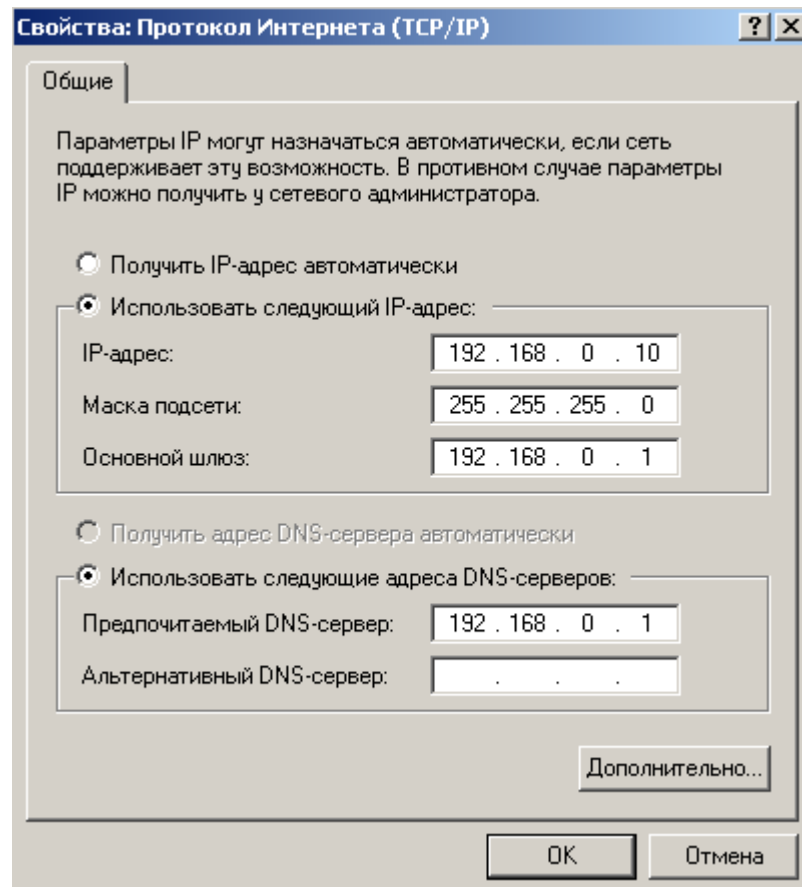 Свойства: Протокол Интернета (TCP/IP)
Общие
Параметры IP могут назначаться автоматически, если сеть
поддерживает эту возможность. В противном случае параметры
IP можно получить у сетевого администратора.
Получить IP-адрес автоматически
Использовать следующий IP-адрес:
IP-адрес: 192 . 168 . 0 . 10
Маска подсети: 255 . 255 . 255 . 0
Основной шлюз: 192 . 168 . 0 . 1
Получить адрес DNS-сервера автоматически
Использовать следующие адреса DNS-серверов:
Предпочитаемый DNS-сервер: 192 . 168 . 0 . 1
Альтернативный DNS-сервер: . . .
Дополнительно...
OK Отмена